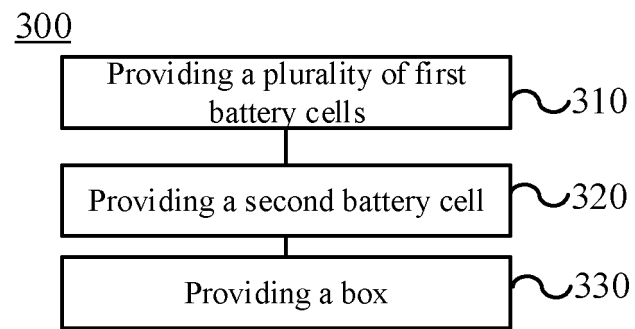 300
Providing a plurality of first
battery cells
310
Providing a second battery cell
320
Providing a box
330